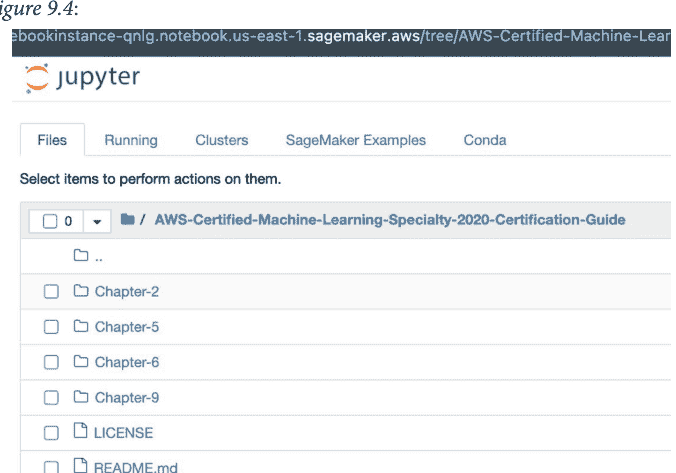 igure 9.4:
ebookinstance-qnlg.notebook.us-east-1.sagemaker.aws/tree/AWS-Certified-Machine-Lear
jupyter
Files Running Clusters SageMaker Examples Conda
Select items to perform actions on them.
0 / AWS-Certified-Machine-Learning-Specialty-2020-Certification-Guide
..
Chapter-2
Chapter-5
Chapter-6
Chapter-9
LICENSE
README.md